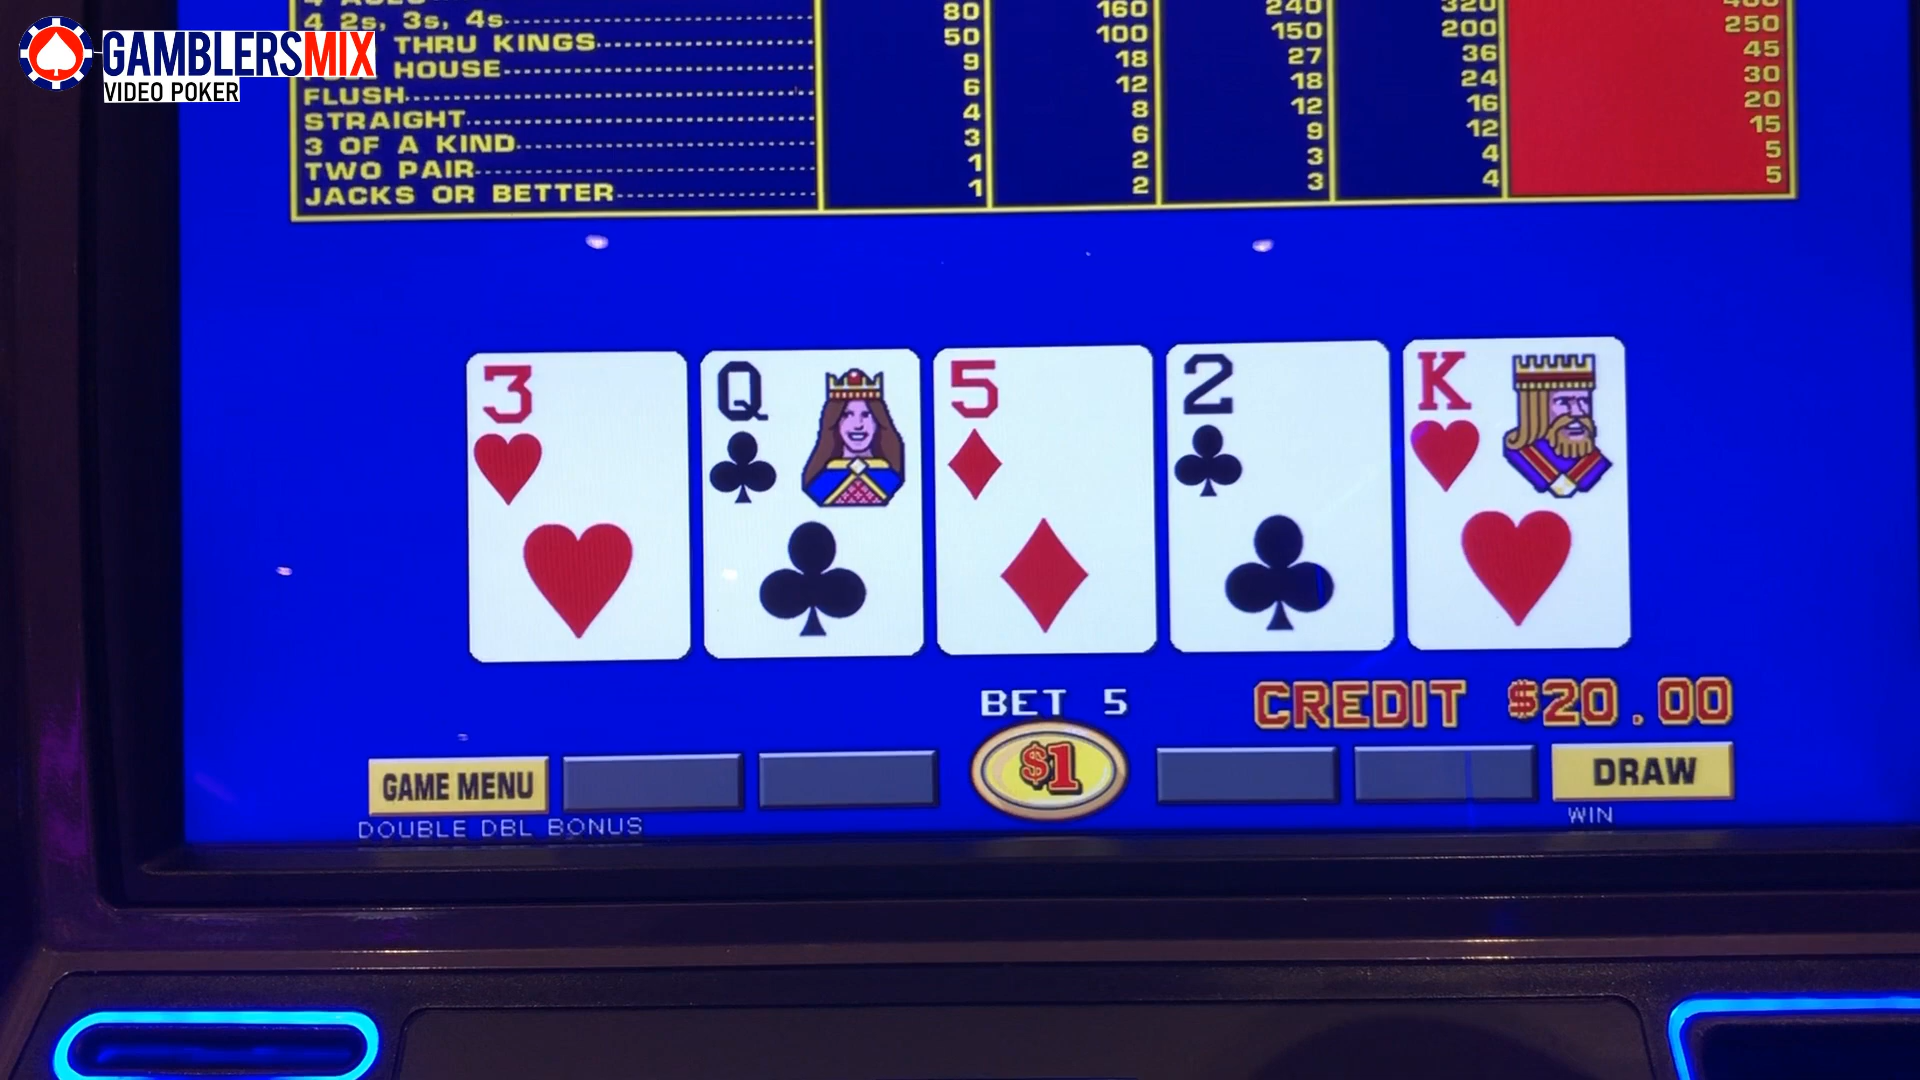 GAMBLERSMIX
VIDEO POKER
80 160 240 320
4 2s, 3s, 4s 50 100 150 200 250
THRU KINGS 9 18 27 36 45
HOUSE 6 12 18 24 30
FLUSH 4 8 12 16 20
STRAIGHT 3 6 9 12 15
3 OF A KIND 1 2 3 4 5
TWO PAIR 1 2 3 4 5
JACKS OR BETTER
3 Q 5 2 K
BET 5 CREDIT $20.00
GAME MENU $1 DRAW
DOUBLE DBL BONUS WIN